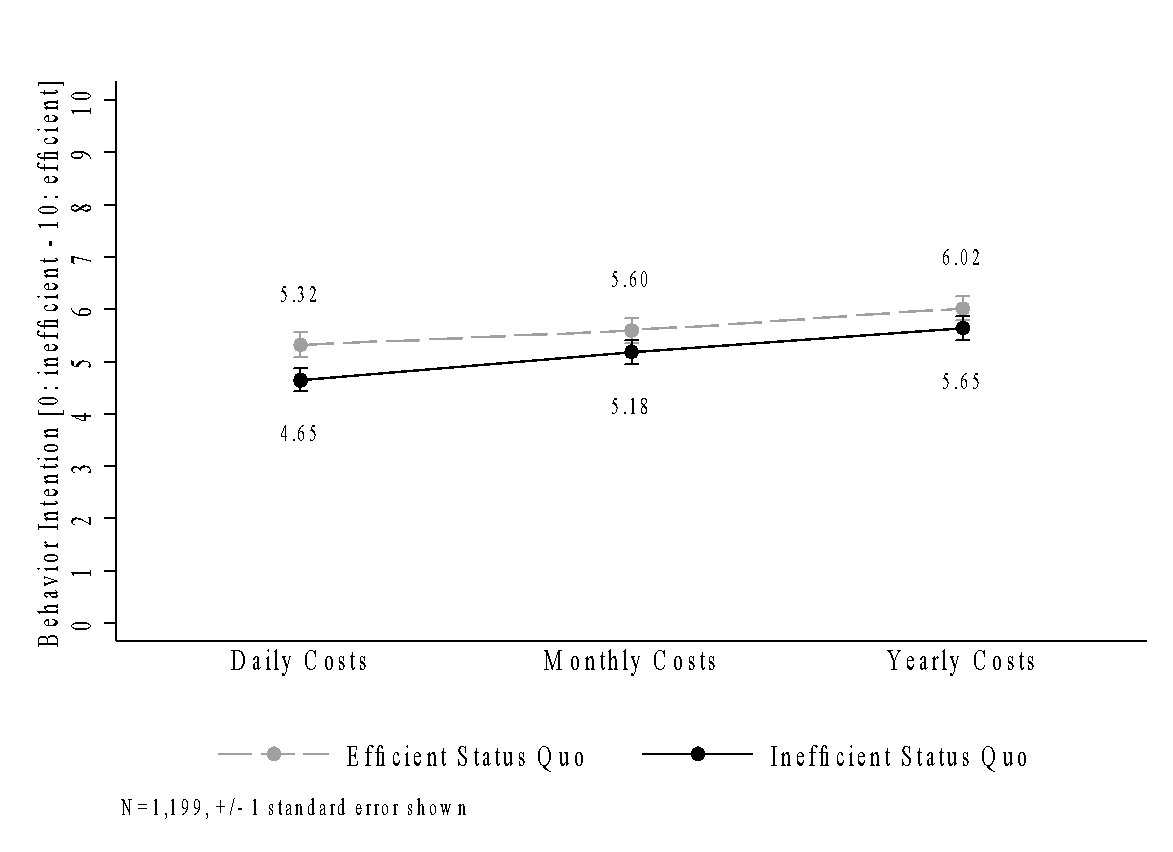 Behavior Intention [0: inefficient - 10: efficient]
10
9
8
7
6
5
4
3
2
1
0
5.32
5.60
6.02
4.65
5.18
5.65
Daily Costs
Monthly Costs
Yearly Costs
Efficient Status Quo
Inefficient Status Quo
N=1,199, +/- 1 standard error shown